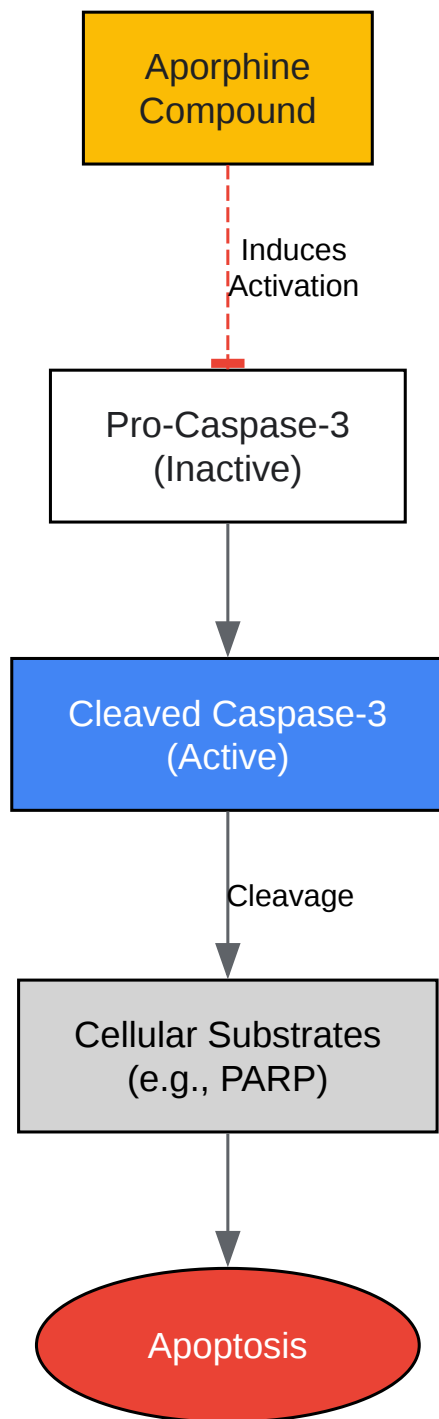 Aporphine
Compound
Induces
Activation
Pro-Caspase-3
(Inactive)
Cleaved Caspase-3
(Active)
Cleavage
Cellular Substrates
(e.g., PARP)
Apoptosis